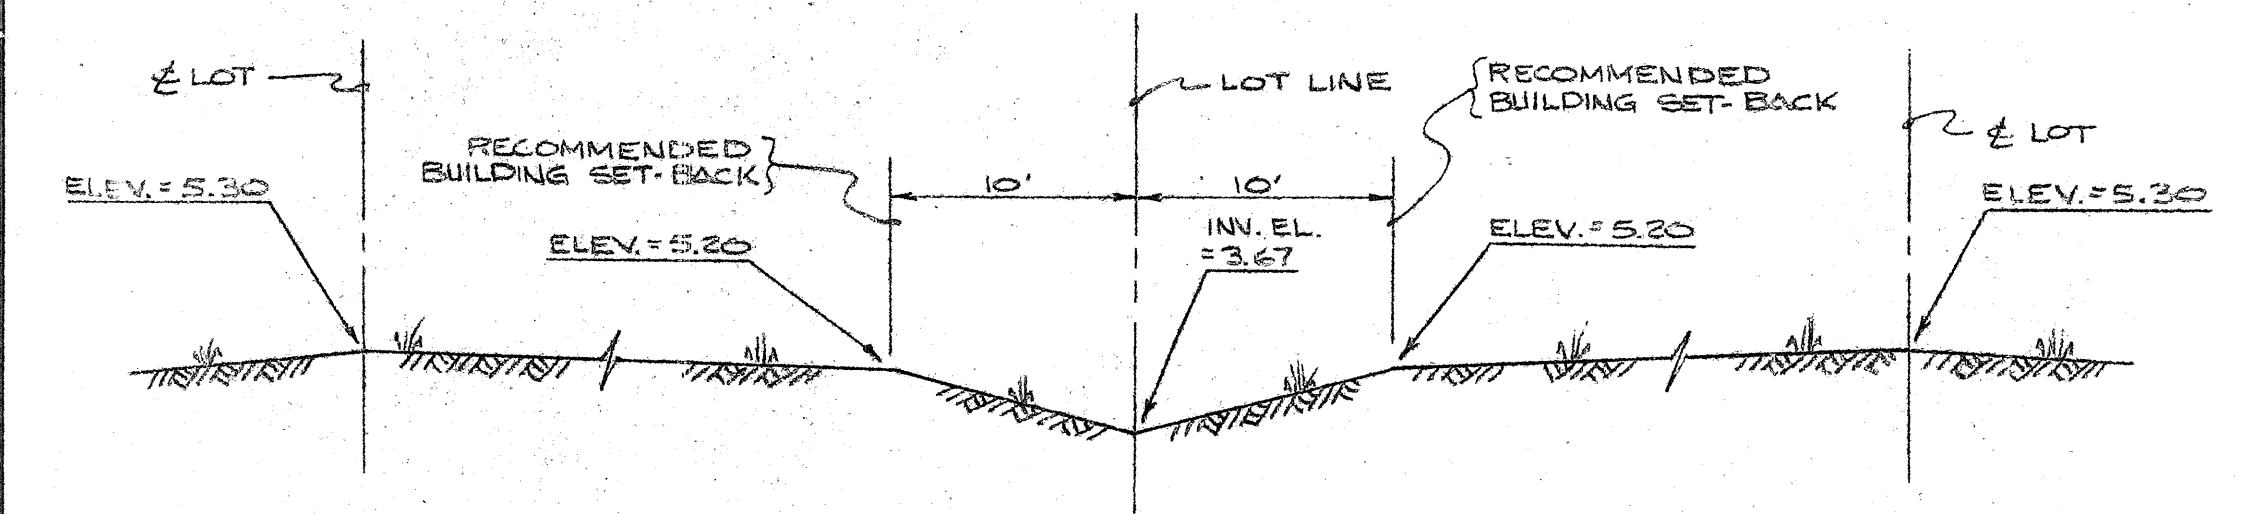 ℄ LOT
RECOMMENDED
BUILDING SET-BACK
ELEV. = 5.30
ELEV. = 5.20
10'
LOT LINE
10'
INV. EL.
= 3.67
RECOMMENDED
BUILDING SET-BACK
ELEV. = 5.20
℄ LOT
ELEV. = 5.30